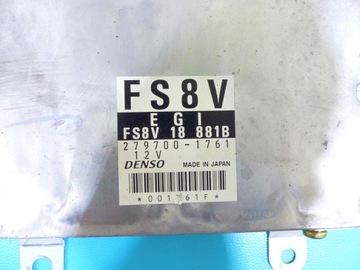 FS8V
EGI
FS8V 18 881B
279700-1761
12V
DENSO MADE IN JAPAN